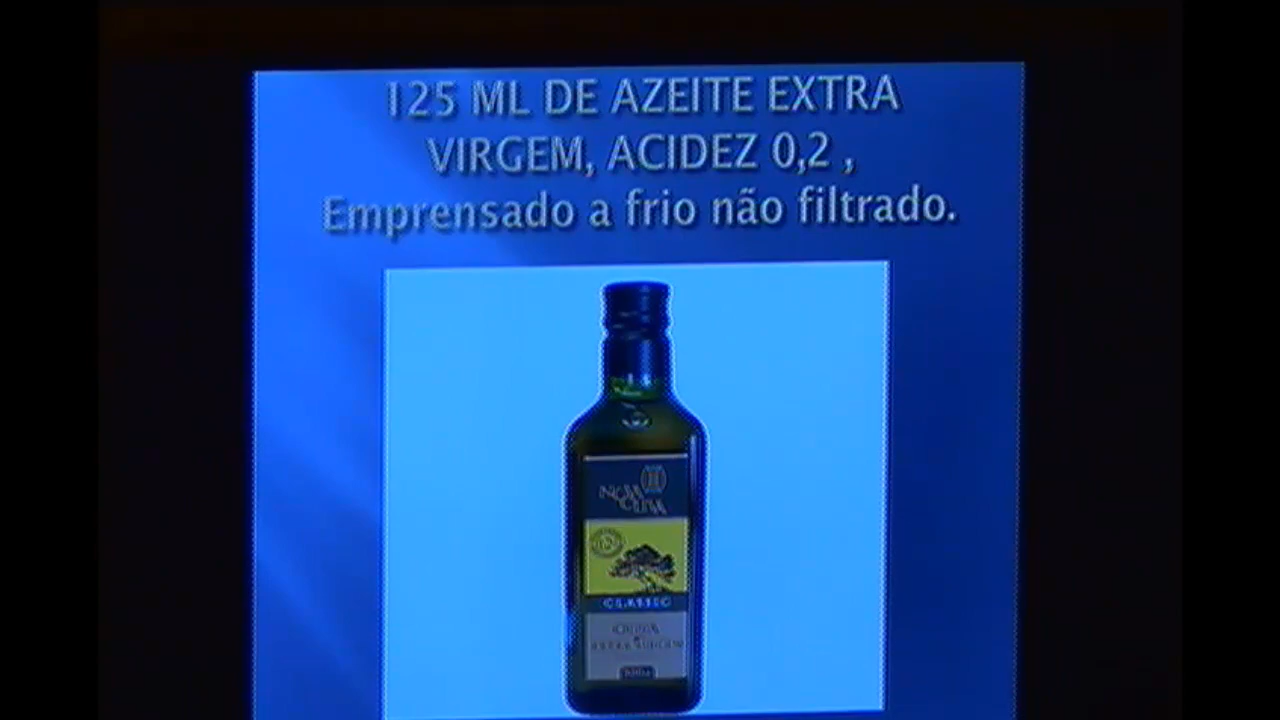 125 ML DE AZEITE EXTRA
VIRGEM, ACIDEZ 0,2 ,
Emprensado a frio não filtrado.
NOVA
OLIVA
CLASSIC